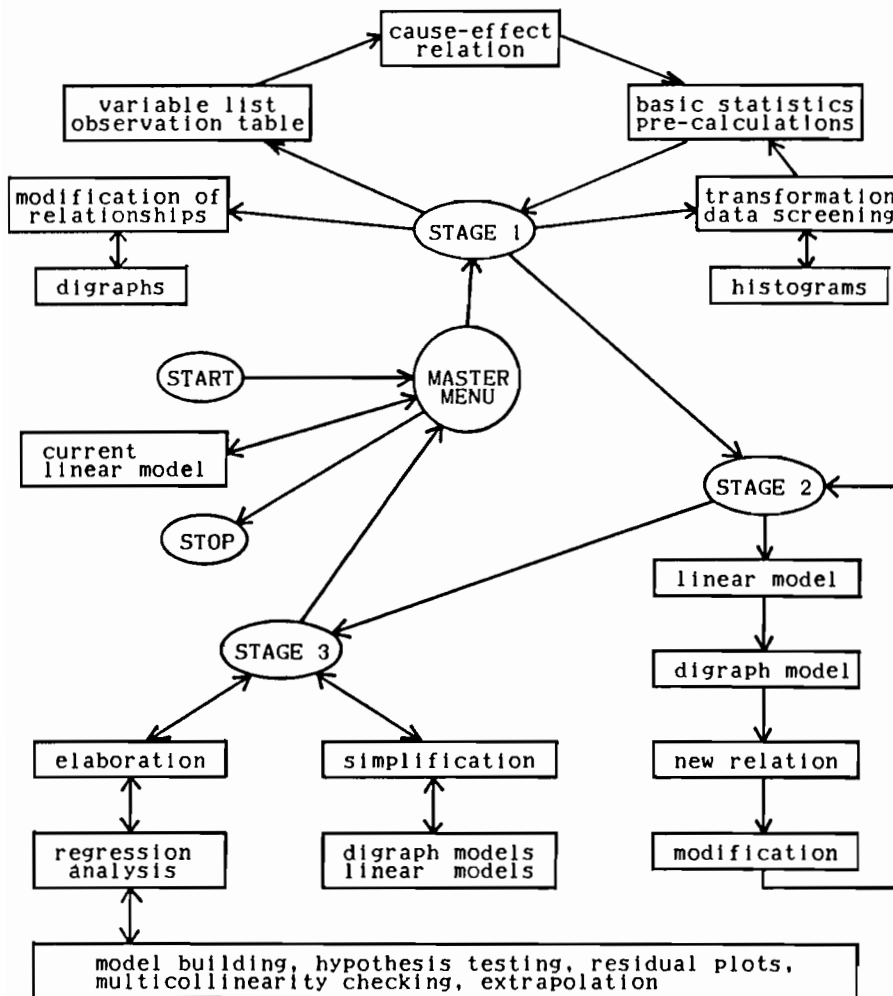 cause-effect
relation
variable list
observation table
basic statistics
pre-calculations
modification of
relationships
transformation
data screening
STAGE 1
digraphs
histograms
START
MASTER
MENU
current
linear model
STAGE 2
STOP
linear model
STAGE 3
digraph model
elaboration
simplification
new relation
regression
analysis
digraph models
linear models
modification
model building, hypothesis testing, residual plots,
multicollinearity checking, extrapolation